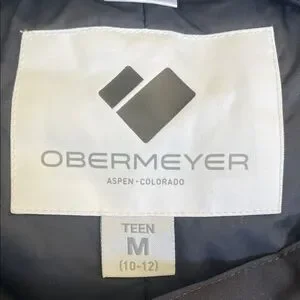 OBERMEYER
ASPEN · COLORADO
TEEN
M
(10-12)